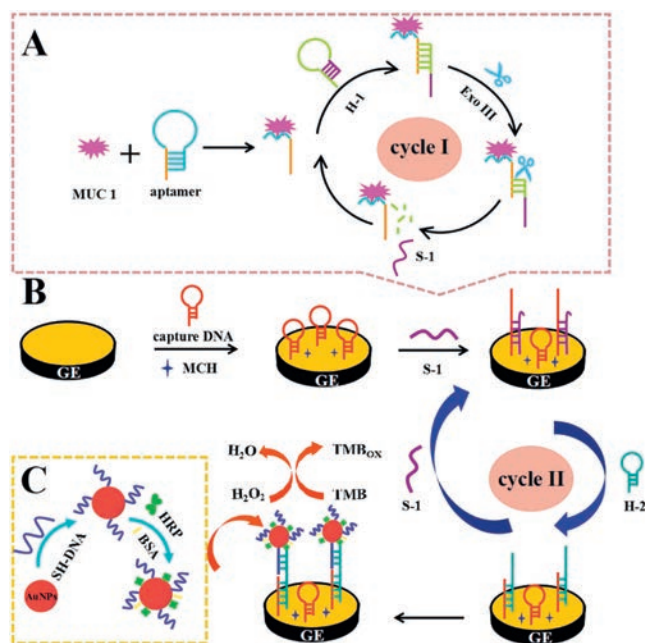 A
H-1
Exo III
cycle I
MUC 1
+
aptamer
S-1
B
GE
capture DNA
MCH
GE
S-1
GE
C
SH-DNA
AuNPs
HRP
BSA
H₂O
TMBOX
H₂O₂
TMB
S-1
cycle II
H-2
GE
GE